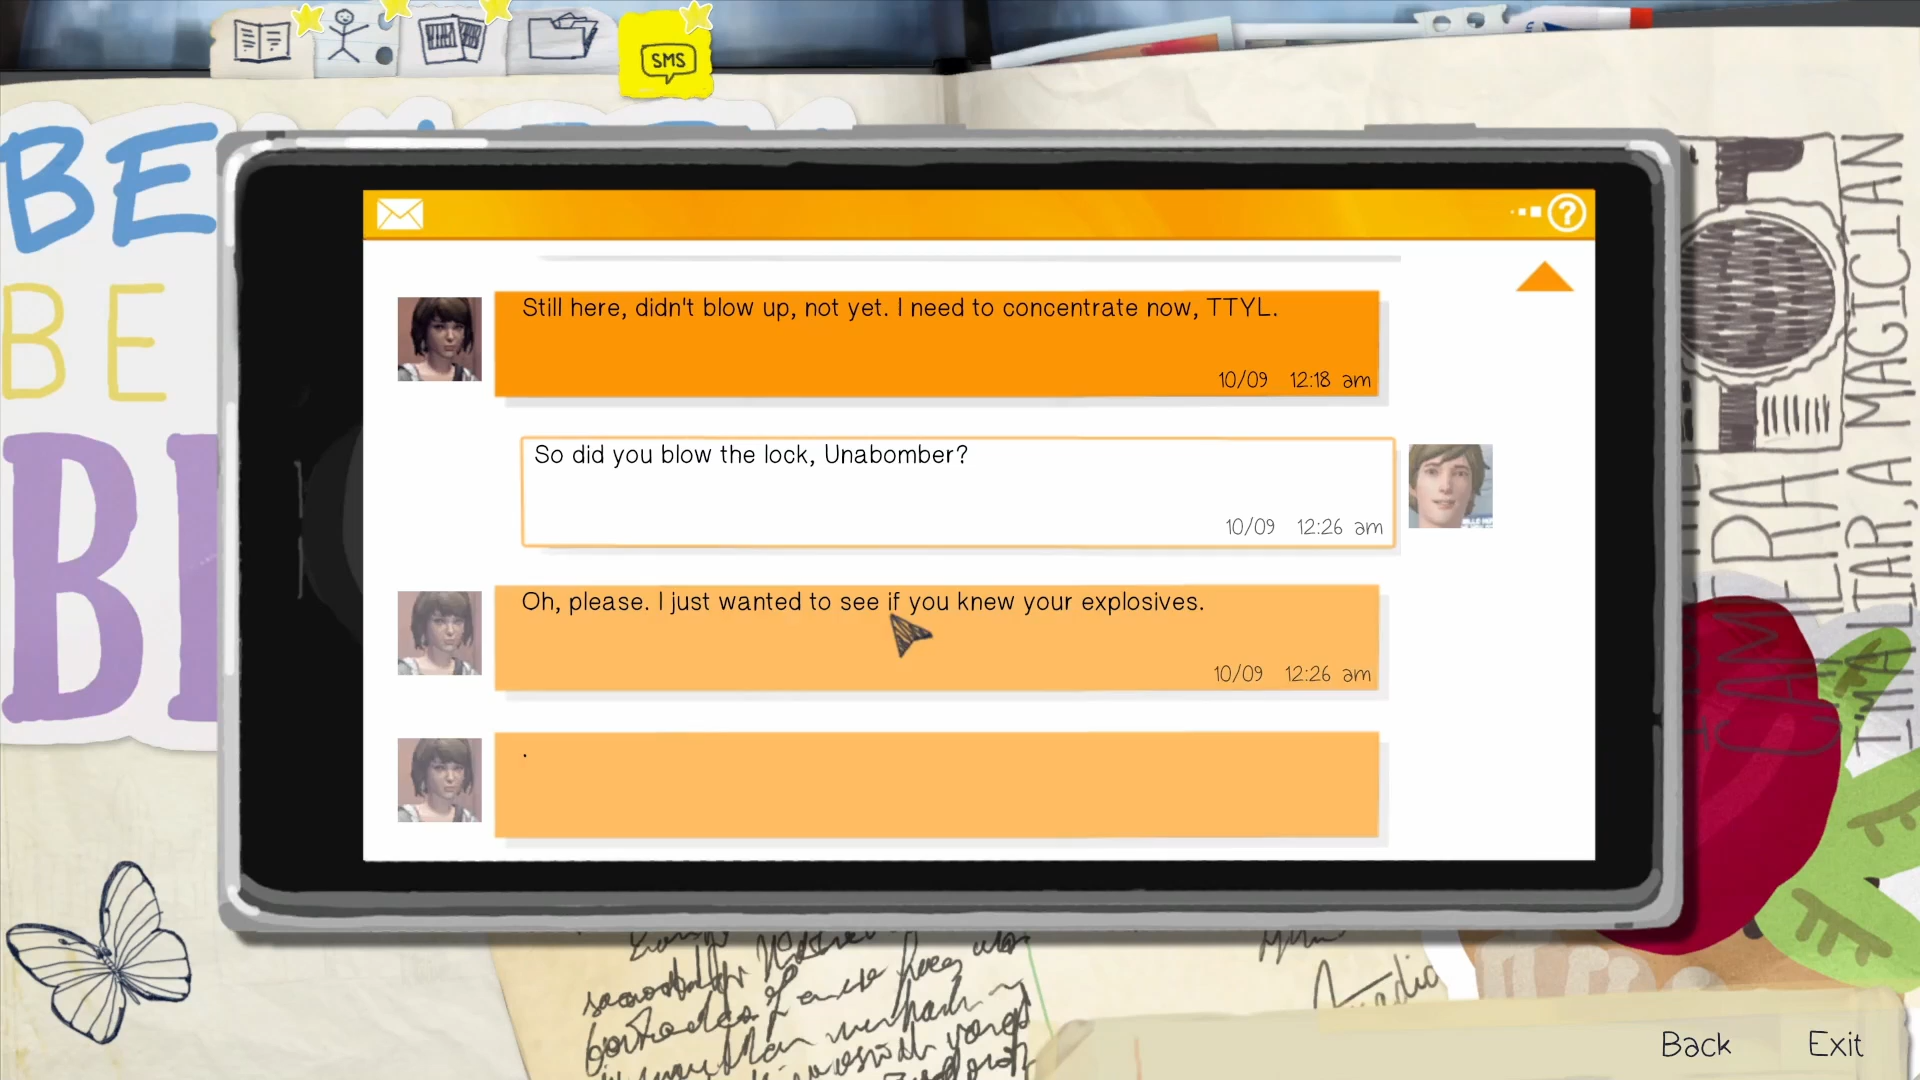 SMS
BE
BE
Still here, didn't blow up, not yet. I need to concentrate now, TTYL.
10/09 12:18 am
So did you blow the lock, Unabomber?
10/09 12:26 am
Oh, please. I just wanted to see if you knew your explosives.
10/09 12:26 am
.
CAMERA
I'M A LIAR, A MAGICIAN
Back
Exit